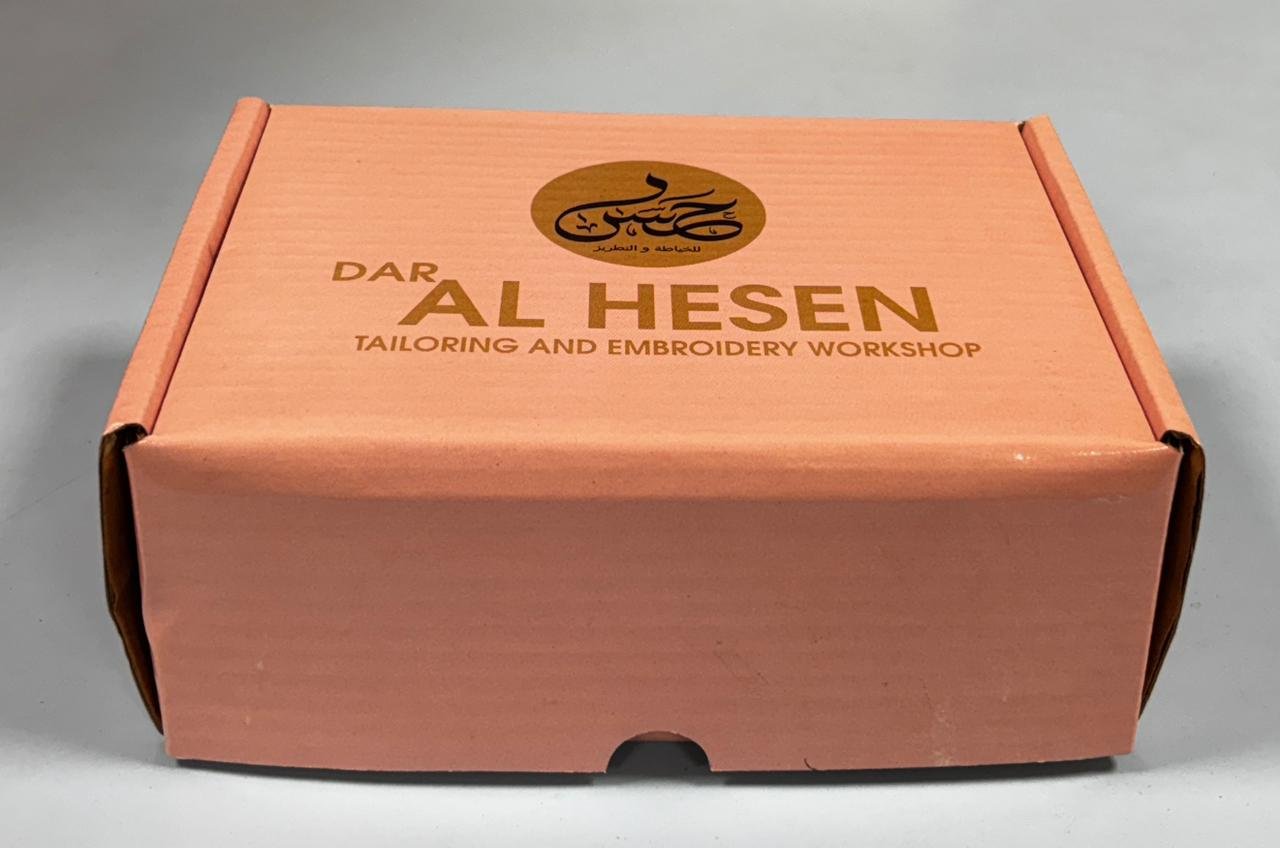 حسن
للخياطة و التطريز
DAR
AL HESEN
TAILORING AND EMBROIDERY WORKSHOP